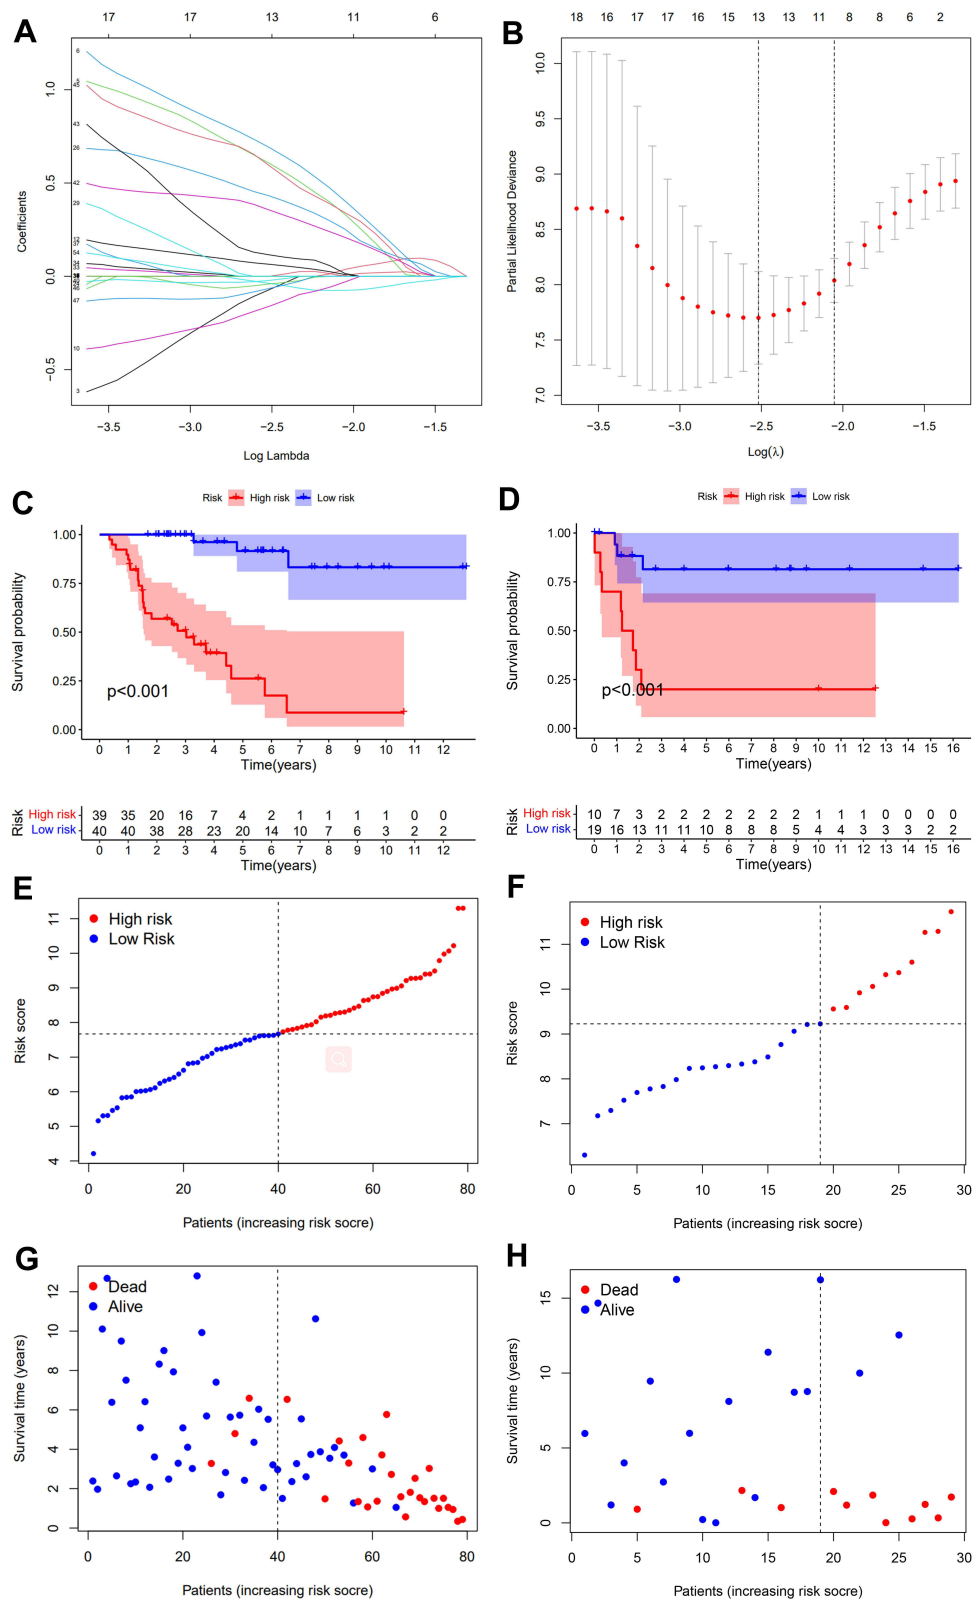 A
17 17 13 11 6
Coefficients
1.0
0.5
0.0
−0.5
6
5
45
43
26
42
29
12
37
54
34
33
46
47
10
3
−3.5 −3.0 −2.5 −2.0 −1.5
Log Lambda
B
18 16 17 17 16 15 13 13 11 8 8 6 2
Partial Likelihood Deviance
10.0
9.5
9.0
8.5
8.0
7.5
7.0
−3.5 −3.0 −2.5 −2.0 −1.5
Log(λ)
C
Risk High risk Low risk
Survival probability
1.00
0.75
0.50
0.25
0.00
p<0.001
0 1 2 3 4 5 6 7 8 9 10 11 12
Time(years)
Risk
High risk 39 35 20 16 7 4 2 1 1 1 1 0 0
Low risk 40 40 38 28 23 20 14 10 7 6 3 2 2
0 1 2 3 4 5 6 7 8 9 10 11 12
Time(years)
D
Risk High risk Low risk
Survival probability
1.00
0.75
0.50
0.25
0.00
p<0.001
0 1 2 3 4 5 6 7 8 9 10 11 12 13 14 15 16
Time(years)
Risk
High risk 10 7 3 2 2 2 2 2 2 2 1 1 1 0 0 0 0
Low risk 19 16 13 11 11 10 8 8 8 5 4 4 3 3 3 2 2
0 1 2 3 4 5 6 7 8 9 10 11 12 13 14 15 16
Time(years)
E
High risk
Low Risk
Risk score
11
10
9
8
7
6
5
4
0 20 40 60 80
Patients (increasing risk socre)
F
High risk
Low Risk
Risk score
11
10
9
8
7
0 5 10 15 20 25 30
Patients (increasing risk socre)
G
Dead
Alive
Survival time (years)
12
10
8
6
4
2
0
0 20 40 60 80
Patients (increasing risk socre)
H
Dead
Alive
Survival time (years)
15
10
5
0
0 5 10 15 20 25 30
Patients (increasing risk socre)